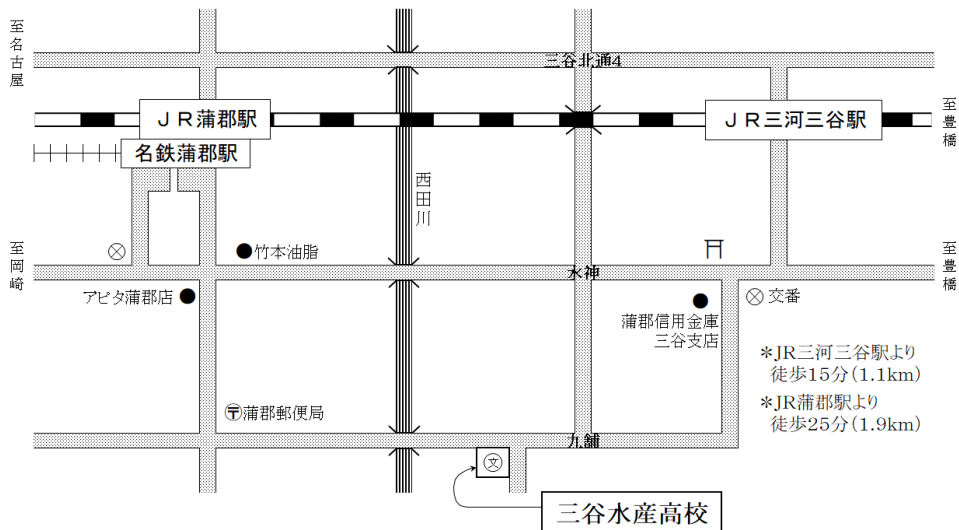 至名古屋
三谷北通4
JR蒲郡駅
JR三河三谷駅
至豊橋
名鉄蒲郡駅
西田川
至岡崎
竹本油脂
水神
至豊橋
アピタ蒲郡店
交番
蒲郡信用金庫
三谷支店
*JR三河三谷駅より
徒歩15分(1.1km)
*JR蒲郡駅より
徒歩25分(1.9km)
〒蒲郡郵便局
九舗
文
三谷水産高校